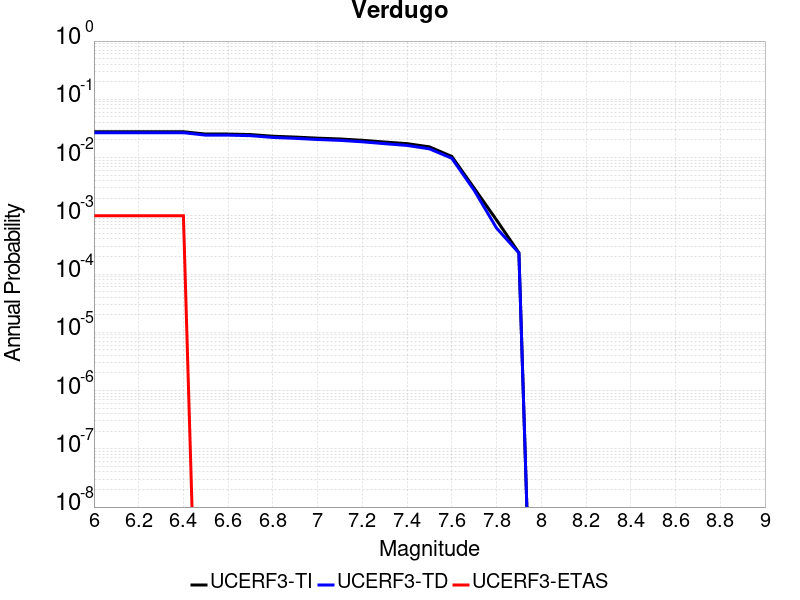 Verdugo
10^0
10^-1
10^-2
10^-3
10^-4
10^-5
10^-6
10^-7
10^-8
Annual Probability
6 6.2 6.4 6.6 6.8 7 7.2 7.4 7.6 7.8 8 8.2 8.4 8.6 8.8 9
Magnitude
UCERF3-TI UCERF3-TD UCERF3-ETAS